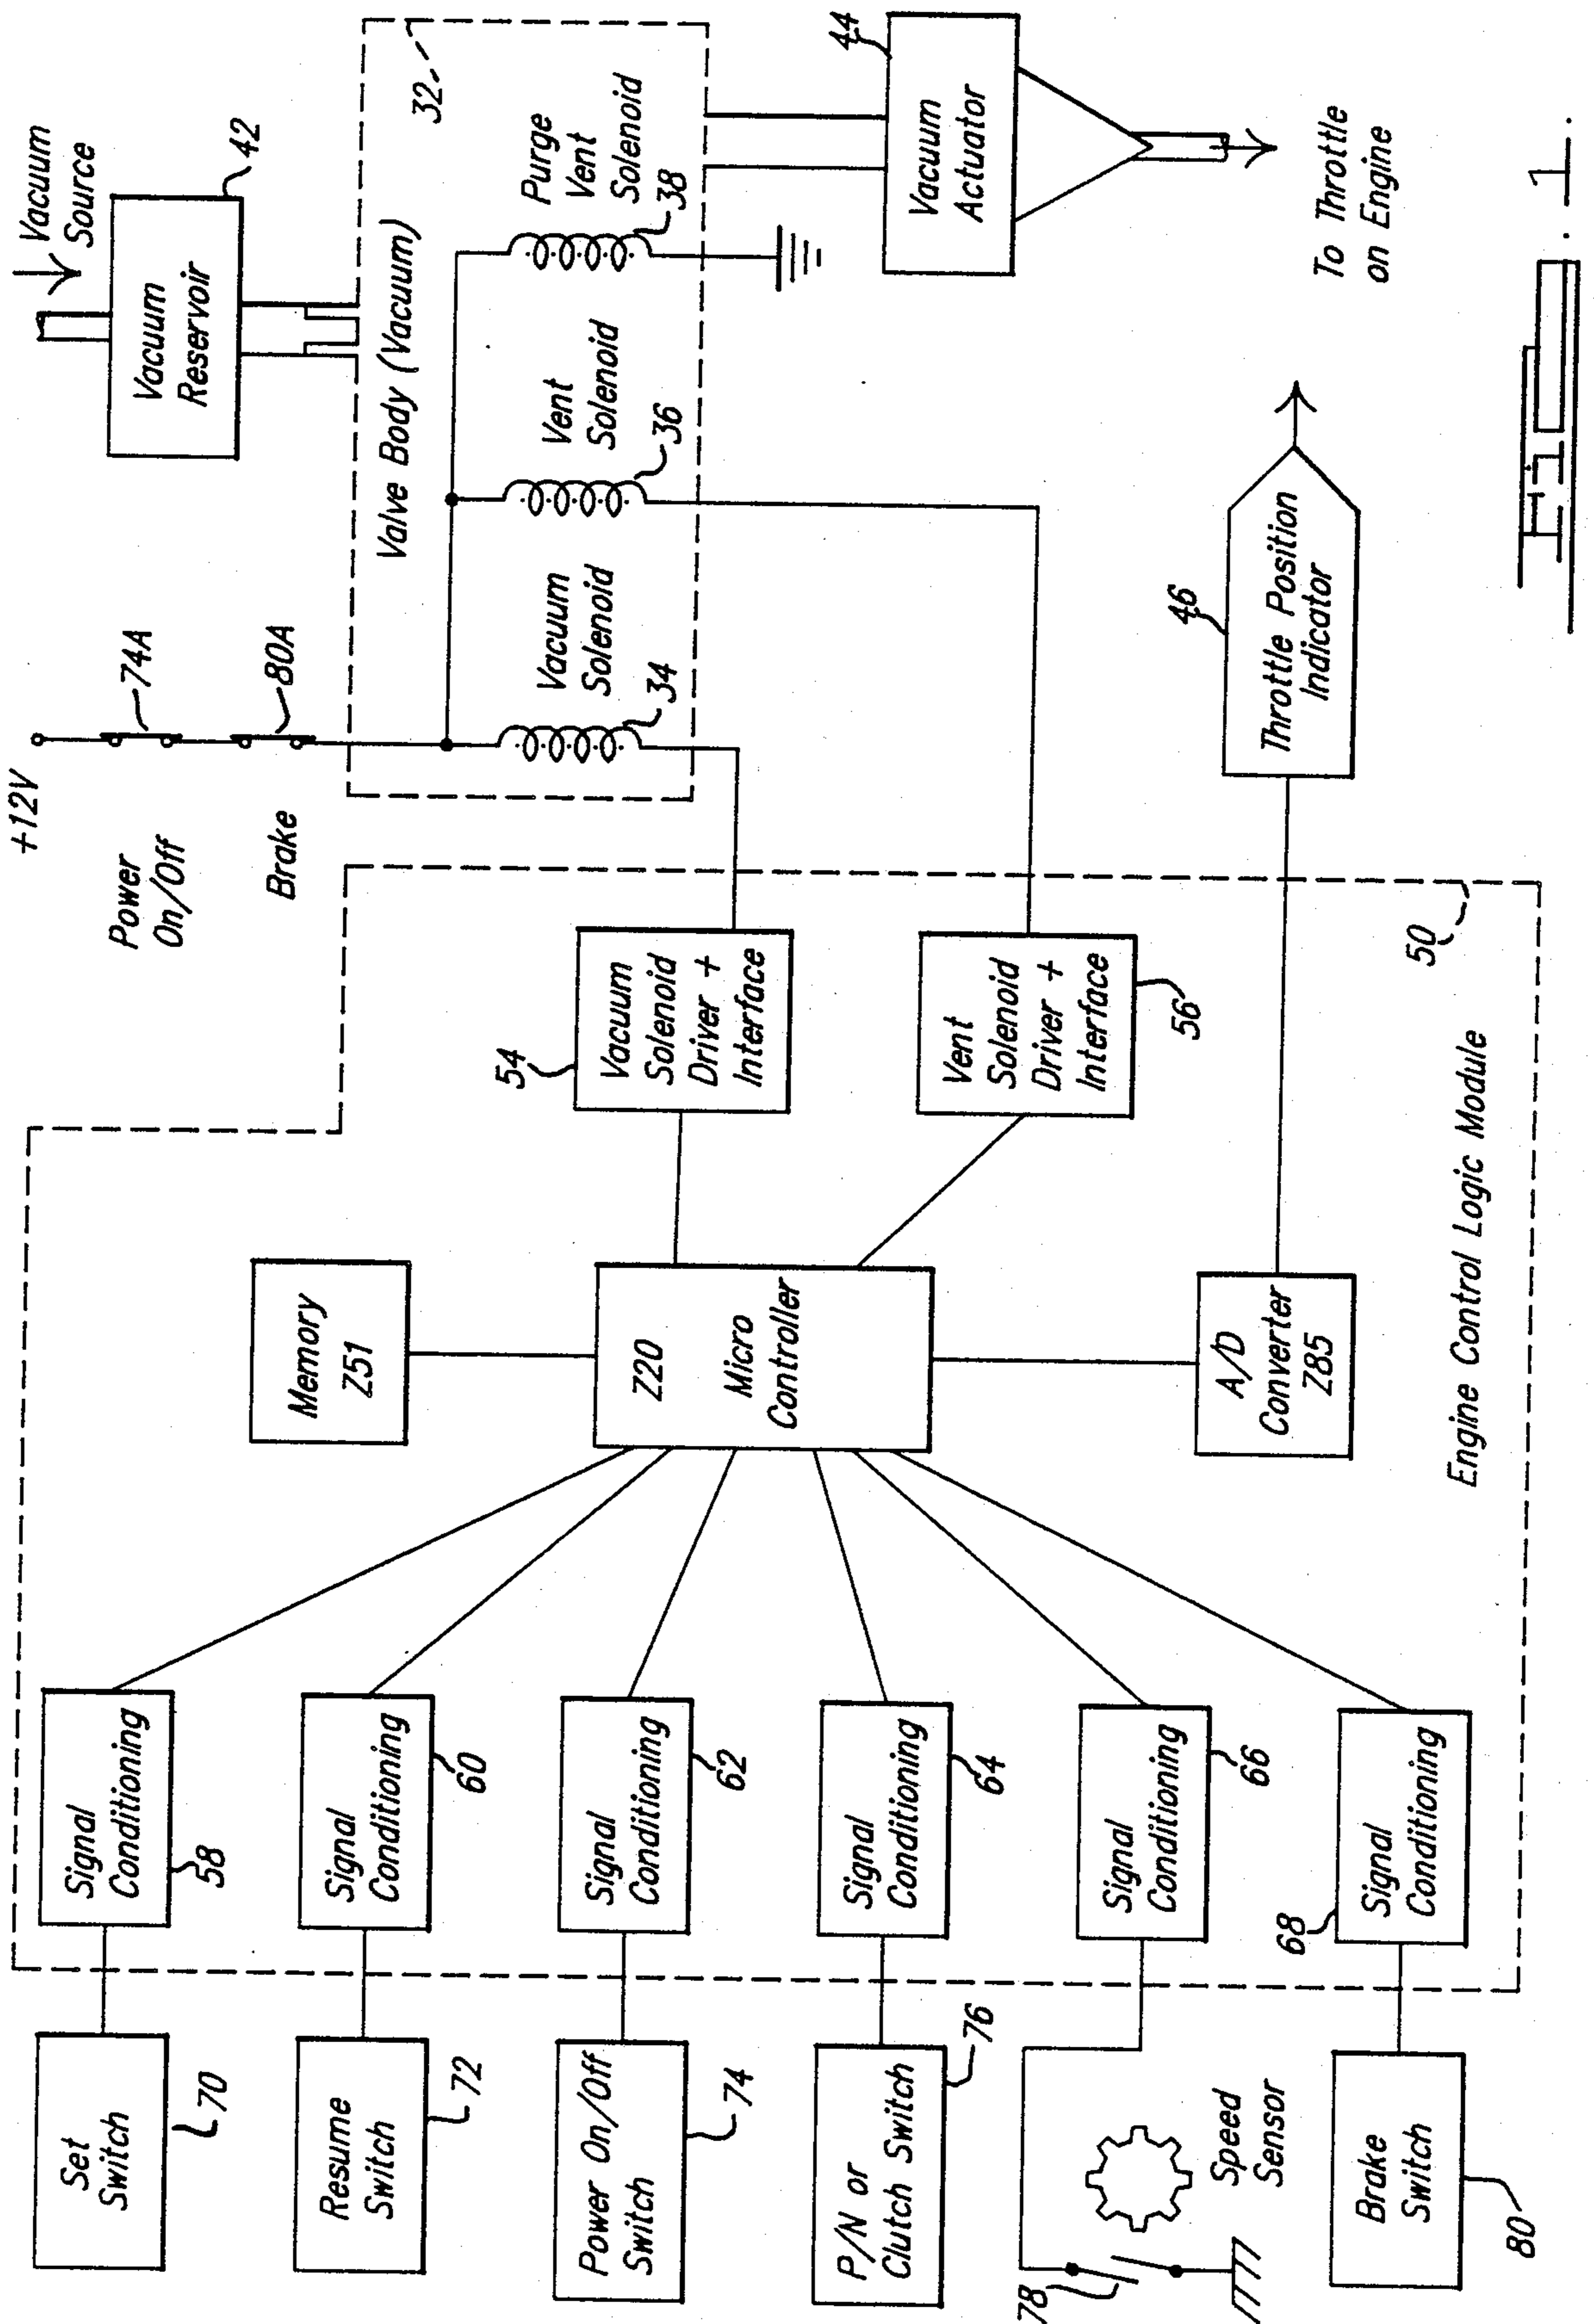 Set
Switch
70
Resume
Switch
72
Power On/Off
Switch
74
P/N or
Clutch Switch
76
78
Speed
Sensor
Brake
Switch
80
Signal
Conditioning
58
Signal
Conditioning
60
Signal
Conditioning
62
Signal
Conditioning
64
Signal
Conditioning
66
68
Signal
Conditioning
Memory
Z51
Z20
Micro
Controller
A/D
Converter
Z85
Engine Control Logic Module
54
Vacuum
Solenoid
Driver +
Interface
Vent
Solenoid
Driver +
Interface
56
50
+12V
Power
On/Off
74A
Brake
80A
Vacuum
Source
Vacuum
Reservoir
42
Valve Body (Vacuum)
32
Vacuum
Solenoid
34
Vent
Solenoid
36
Purge
Vent
Solenoid
38
44
Vacuum
Actuator
To Throttle
on Engine
46
Throttle Position
Indicator
Fig. 1.